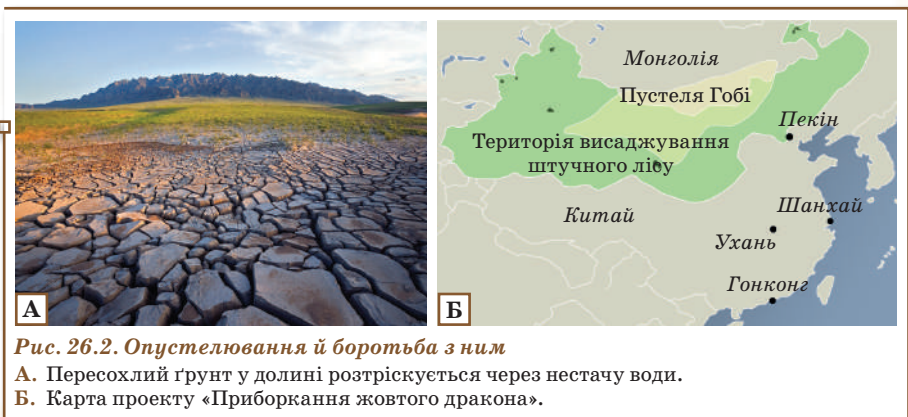 Монголія
Пустеля Гобі
Пекін
Територія висаджування
штучного лісу
Китай
Шанхай
Ухань
Гонконг
А
Б
Рис. 26.2. Опустелювання й боротьба з ним
А. Пересохлий ґрунт у долині розтріскується через нестачу води.
Б. Карта проекту «Приборкання жовтого дракона».